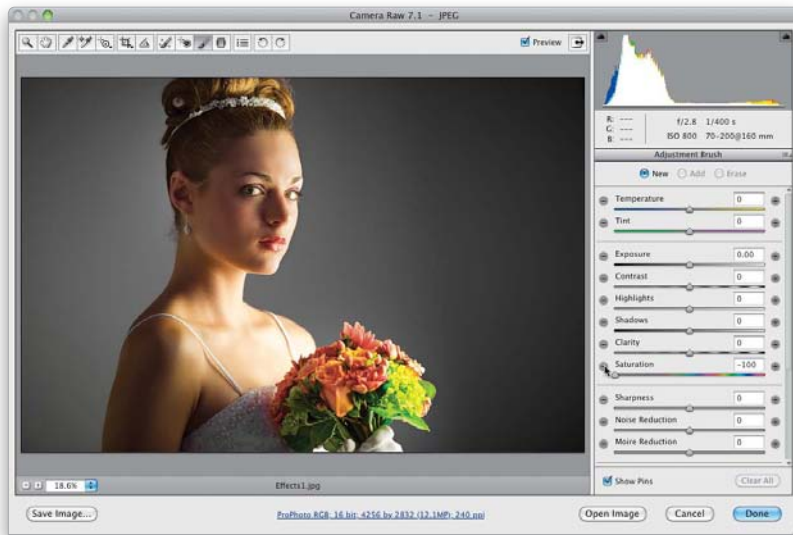 Camera Raw 7.1 – JPEG
Preview
R: ---
G: ---
B: ---
f/2.8 1/400 s
ISO 800 70-200@160 mm
Adjustment Brush
New Add Erase
Temperature 0
Tint 0
Exposure 0.00
Contrast 0
Highlights 0
Shadows 0
Clarity 0
Saturation -100
Sharpness 0
Noise Reduction 0
Moire Reduction 0
Show Pins Clear All
18.6% Effects1.jpg
Save Image... ProPhoto RGB; 16 bit; 4256 by 2832 (12.1MP); 240 ppi Open Image Cancel Done